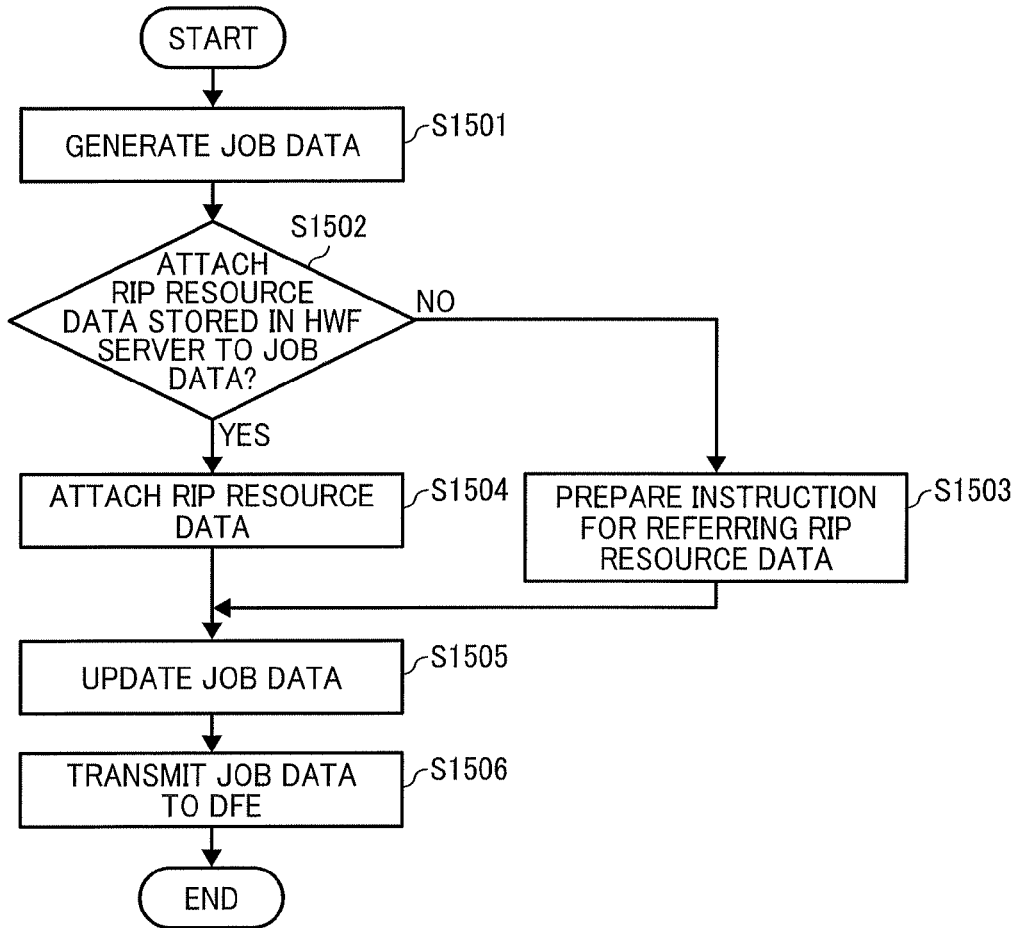 START
GENERATE JOB DATA
S1501
S1502
ATTACH
RIP RESOURCE
DATA STORED IN HWF
SERVER TO JOB
DATA?
NO
YES
ATTACH RIP RESOURCE
DATA
S1504
PREPARE INSTRUCTION
FOR REFERRING RIP
RESOURCE DATA
S1503
UPDATE JOB DATA
S1505
TRANSMIT JOB DATA
TO DFE
S1506
END